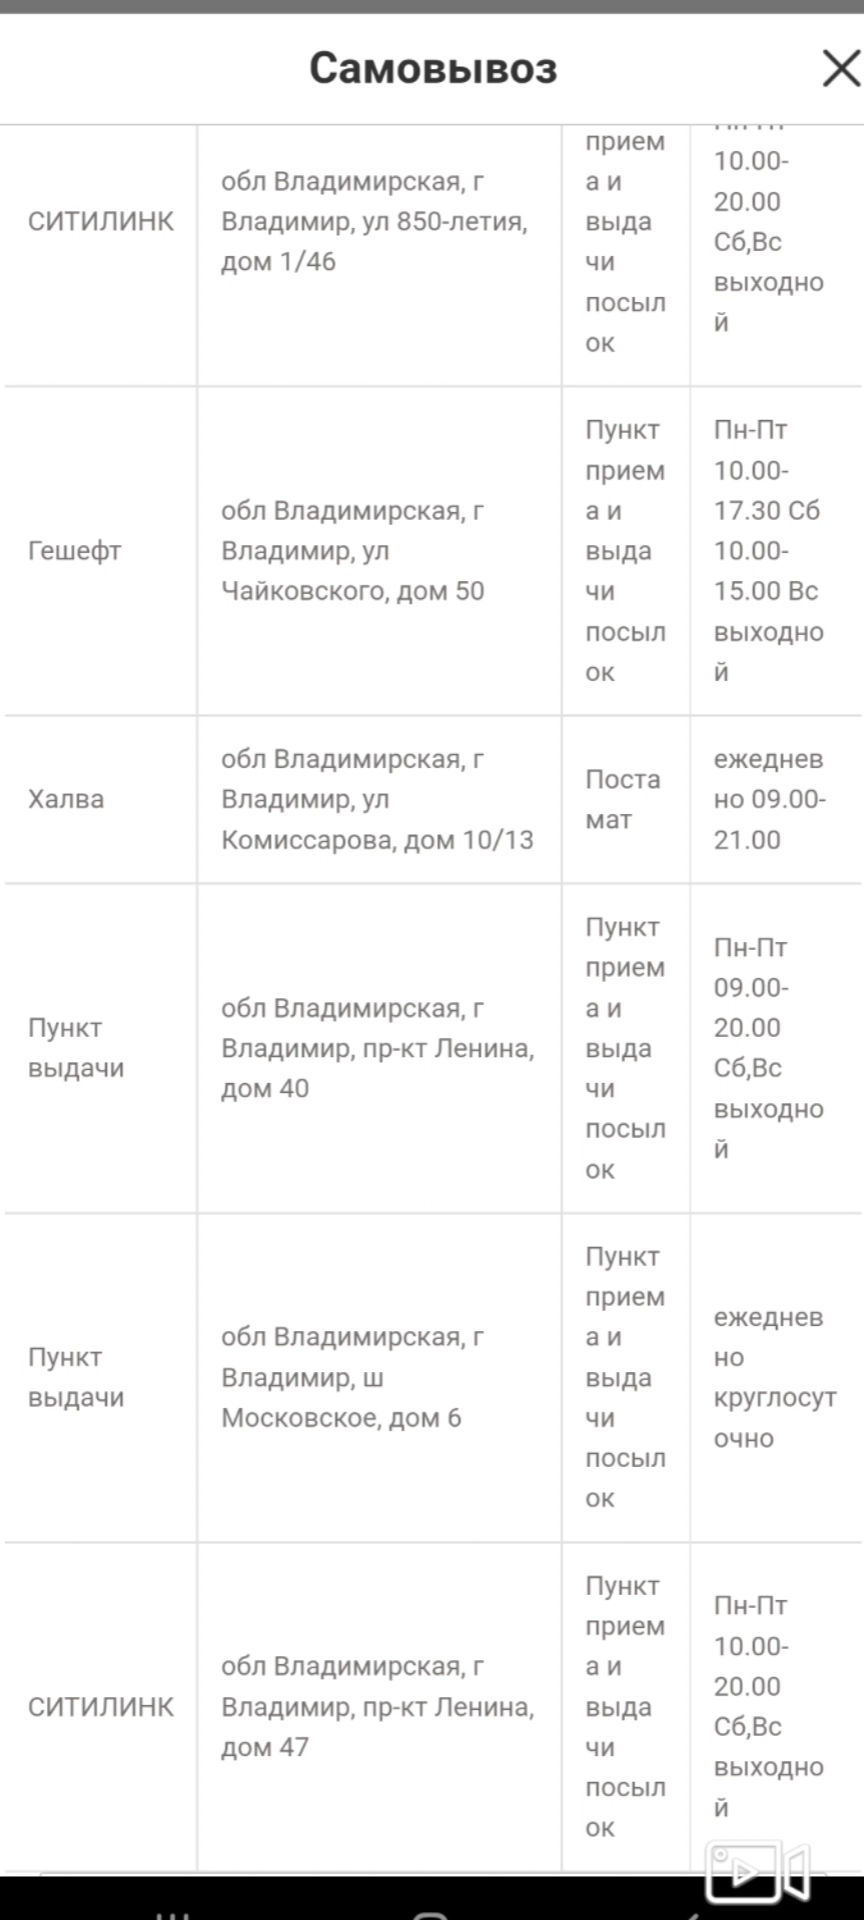 Самовывоз
СИТИЛИНК
обл Владимирская, г
Владимир, ул 850-летия,
дом 1/46
прием
а и
выда
чи
посыл
ок
10.00-
20.00
Сб,Вс
выходно
й
Гешефт
обл Владимирская, г
Владимир, ул
Чайковского, дом 50
Пункт
прием
а и
выда
чи
посыл
ок
Пн-Пт
10.00-
17.30 Сб
10.00-
15.00 Вс
выходно
й
Халва
обл Владимирская, г
Владимир, ул
Комиссарова, дом 10/13
Поста
мат
ежеднев
но 09.00-
21.00
Пункт
выдачи
обл Владимирская, г
Владимир, пр-кт Ленина,
дом 40
Пункт
прием
а и
выда
чи
посыл
ок
Пн-Пт
09.00-
20.00
Сб,Вс
выходно
й
Пункт
выдачи
обл Владимирская, г
Владимир, ш
Московское, дом 6
Пункт
прием
а и
выда
чи
посыл
ок
ежеднев
но
круглосут
очно
СИТИЛИНК
обл Владимирская, г
Владимир, пр-кт Ленина,
дом 47
Пункт
прием
а и
выда
чи
посыл
ок
Пн-Пт
10.00-
20.00
Сб,Вс
выходно
й